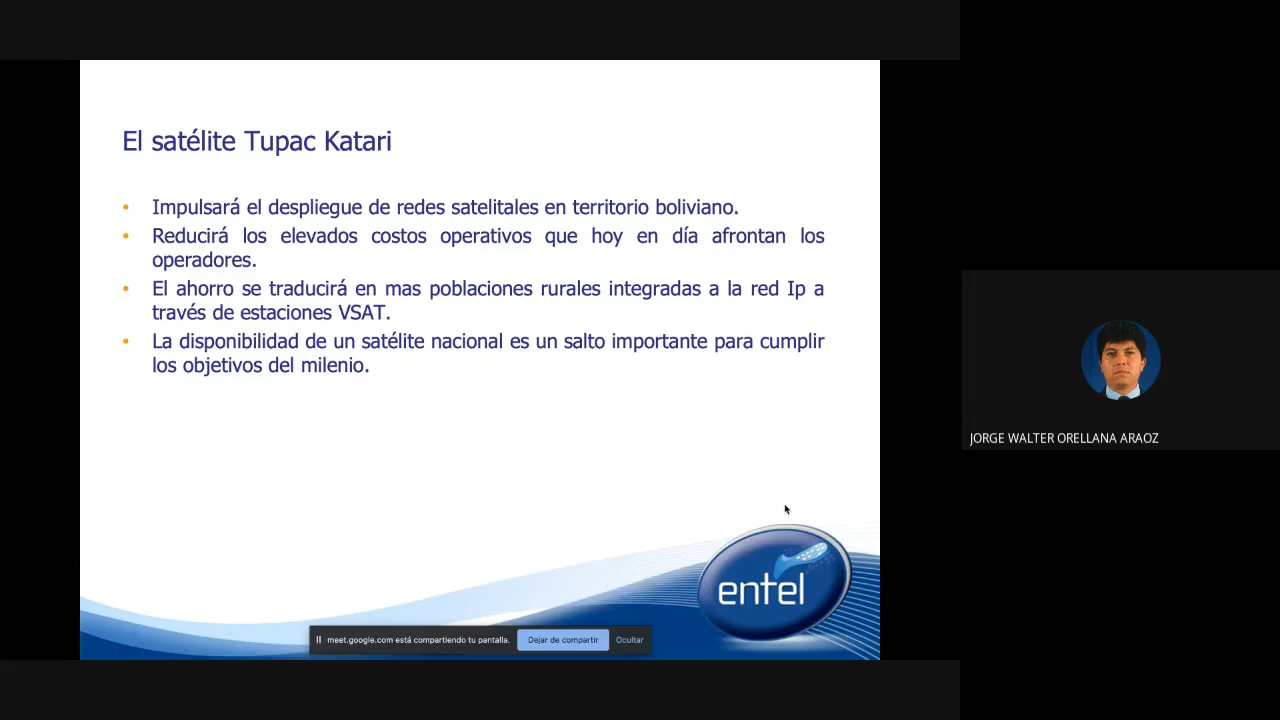 El satélite Tupac Katari
• Impulsará el despliegue de redes satelitales en territorio boliviano.
• Reducirá los elevados costos operativos que hoy en día afrontan los
operadores.
• El ahorro se traducirá en mas poblaciones rurales integradas a la red Ip a
través de estaciones VSAT.
• La disponibilidad de un satélite nacional es un salto importante para cumplir
los objetivos del milenio.
JORGE WALTER ORELLANA ARAOZ
entel
meet.google.com está compartiendo tu pantalla. Dejar de compartir Ocultar